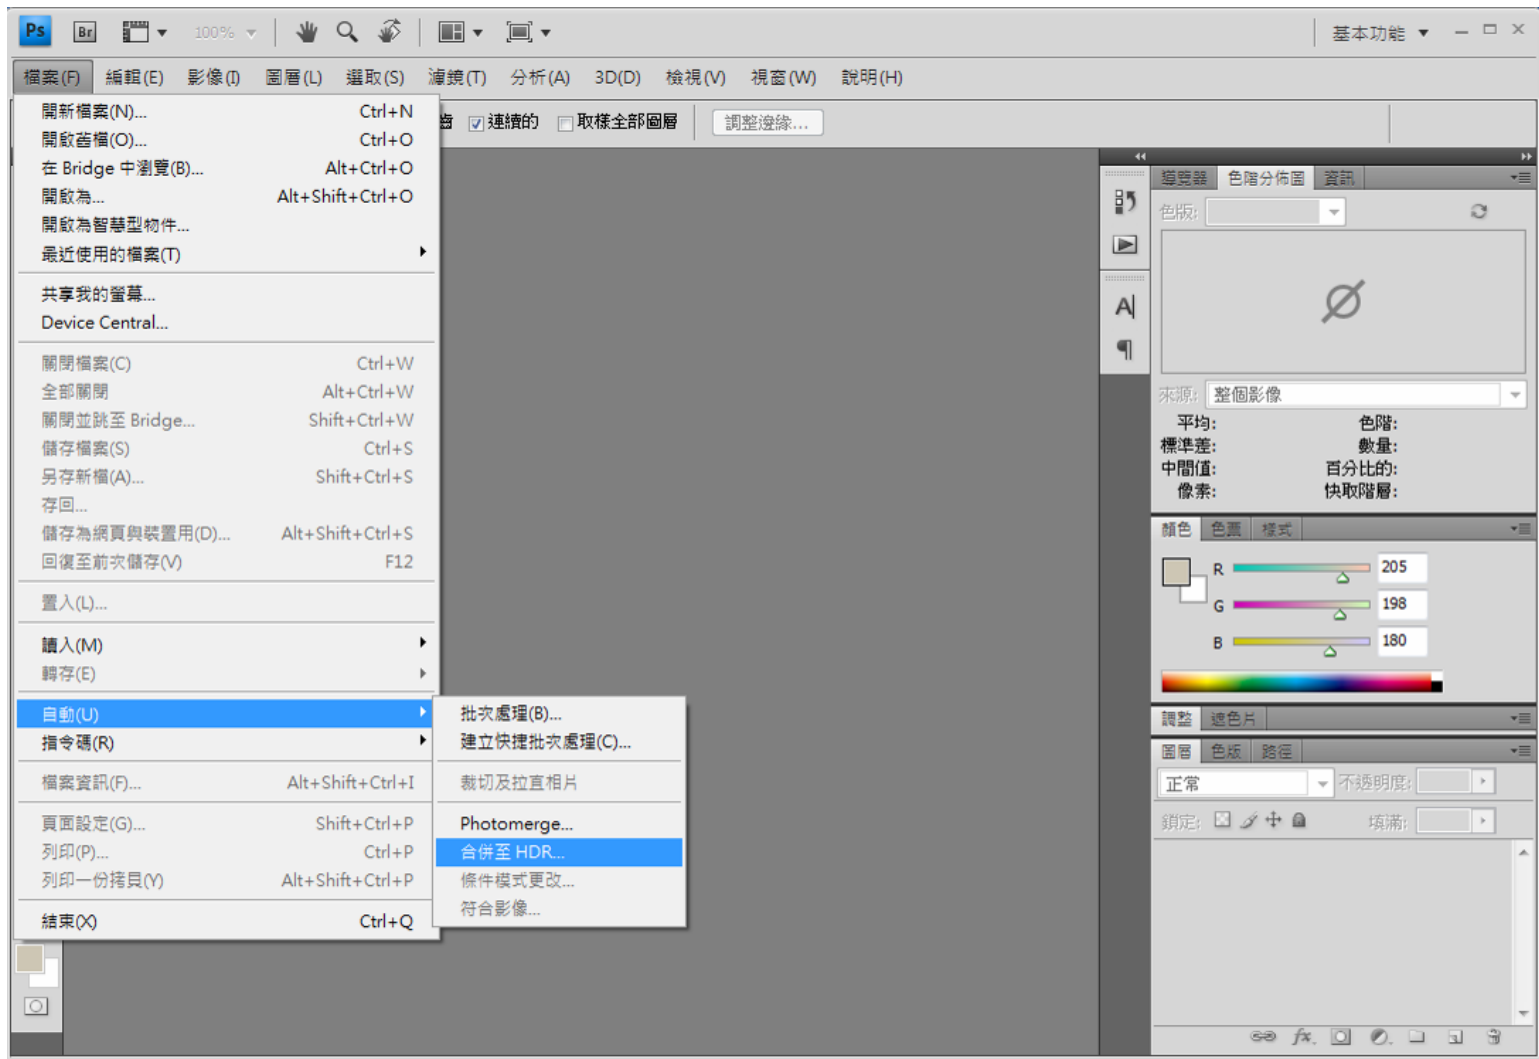 Ps Br 100% 基本功能
檔案(F) 編輯(E) 影像(I) 圖層(L) 選取(S) 濾鏡(T) 分析(A) 3D(D) 檢視(V) 視窗(W) 說明(H)
齒 連續的 取樣全部圖層 調整邊緣...
開新檔案(N)... Ctrl+N
開啟舊檔(O)... Ctrl+O
在 Bridge 中瀏覽(B)... Alt+Ctrl+O
開啟為... Alt+Shift+Ctrl+O
開啟為智慧型物件...
最近使用的檔案(T)
共享我的螢幕...
Device Central...
關閉檔案(C) Ctrl+W
全部關閉 Alt+Ctrl+W
關閉並跳至 Bridge... Shift+Ctrl+W
儲存檔案(S) Ctrl+S
另存新檔(A)... Shift+Ctrl+S
存回...
儲存為網頁與裝置用(D)... Alt+Shift+Ctrl+S
回復至前次儲存(V) F12
置入(L)...
讀入(M)
轉存(E)
自動(U)
指令碼(R)
檔案資訊(F)... Alt+Shift+Ctrl+I
頁面設定(G)... Shift+Ctrl+P
列印(P)... Ctrl+P
列印一份拷貝(Y) Alt+Shift+Ctrl+P
結束(X) Ctrl+Q
批次處理(B)...
建立快捷批次處理(C)...
裁切及拉直相片
Photomerge...
合併至 HDR...
條件模式更改...
符合影像...
導覽器 色階分佈圖 資訊
色版:
來源: 整個影像
平均: 色階:
標準差: 數量:
中間值: 百分比的:
像素: 快取階層:
顏色 色票 樣式
R 205
G 198
B 180
調整 遮色片
圖層 色版 路徑
正常 不透明度:
鎖定: 填滿: